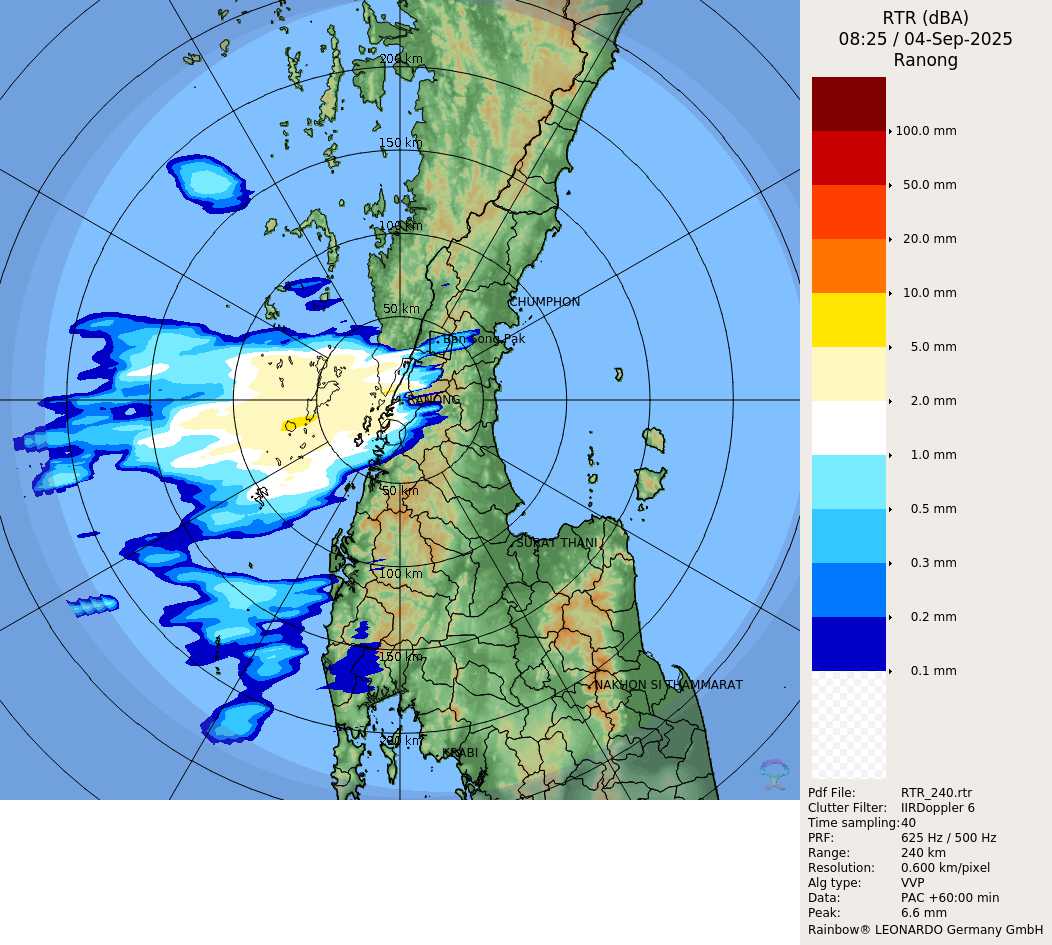 RTR (dBA)
08:25 / 04-Sep-2025
Ranong
100.0 mm
50.0 mm
20.0 mm
10.0 mm
5.0 mm
2.0 mm
1.0 mm
0.5 mm
0.3 mm
0.2 mm
0.1 mm
Pdf File: RTR_240.rtr
Clutter Filter: IIRDoppler 6
Time sampling:40
PRF: 625 Hz / 500 Hz
Range: 240 km
Resolution: 0.600 km/pixel
Alg type: VVP
Data: PAC +60:00 min
Peak: 6.6 mm
Rainbow® LEONARDO Germany GmbH
200 km
150 km
100 km
50 km
CHUMPHON
Ban Song Pak
RANONG
50 km
SURAT THANI
100 km
150 km
NAKHON SI THAMMARAT
200 km
KRABI